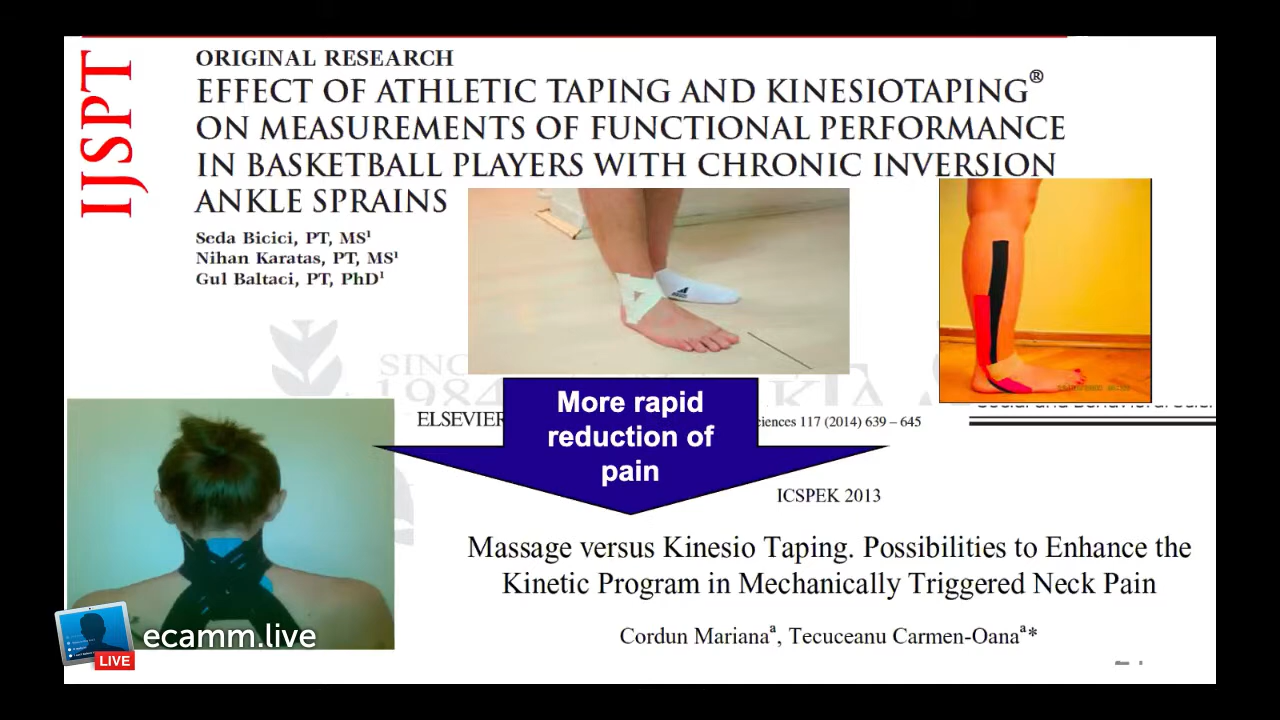 IJSPT
ORIGINAL RESEARCH
EFFECT OF ATHLETIC TAPING AND KINESIOTAPING®
ON MEASUREMENTS OF FUNCTIONAL PERFORMANCE
IN BASKETBALL PLAYERS WITH CHRONIC INVERSION
ANKLE SPRAINS
Seda Bicici, PT, MS¹
Nihan Karatas, PT, MS¹
Gul Baltaci, PT, PhD¹
SINC
1984
ELSEVIER
More rapid
reduction of
pain
ciences 117 (2014) 639 – 645
ICSPEK 2013
Massage versus Kinesio Taping. Possibilities to Enhance the
Kinetic Program in Mechanically Triggered Neck Pain
Cordun Marianaª, Tecuceanu Carmen-Oanaª*
ecamm.live
LIVE